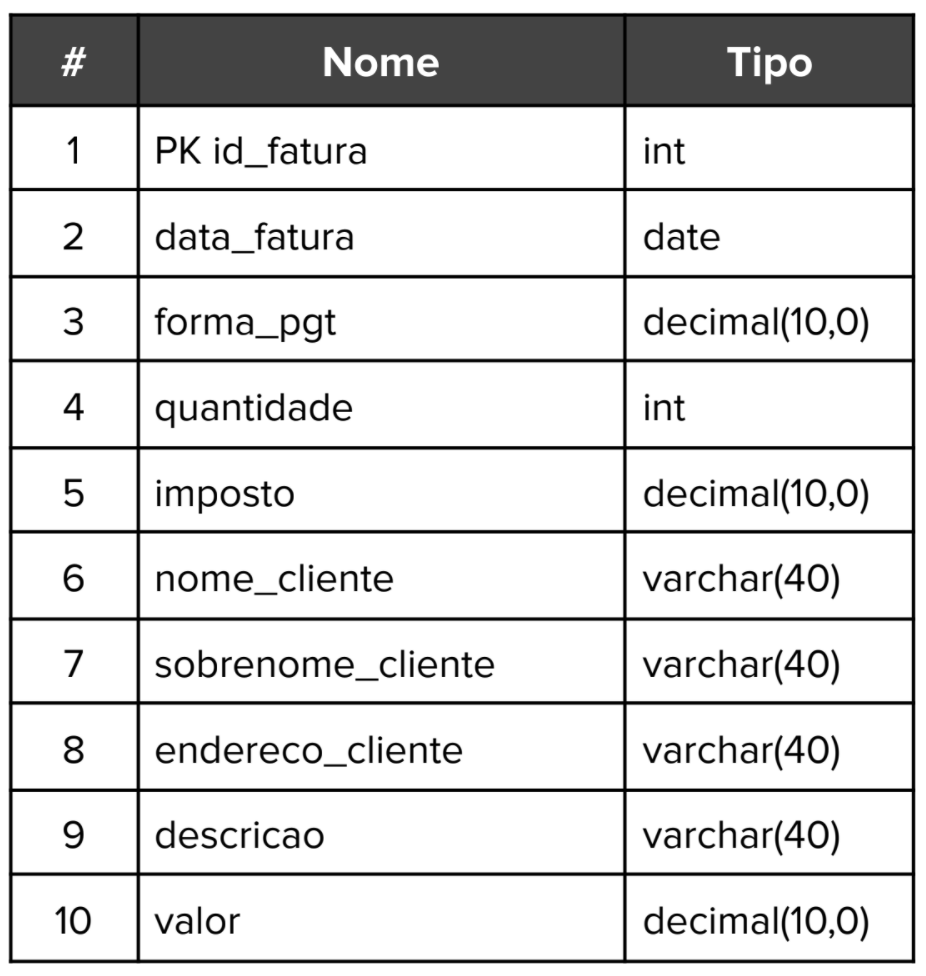 # Nome Tipo
1 PK id_fatura int
2 data_fatura date
3 forma_pgt decimal(10,0)
4 quantidade int
5 imposto decimal(10,0)
6 nome_cliente varchar(40)
7 sobrenome_cliente varchar(40)
8 endereco_cliente varchar(40)
9 descricao varchar(40)
10 valor decimal(10,0)